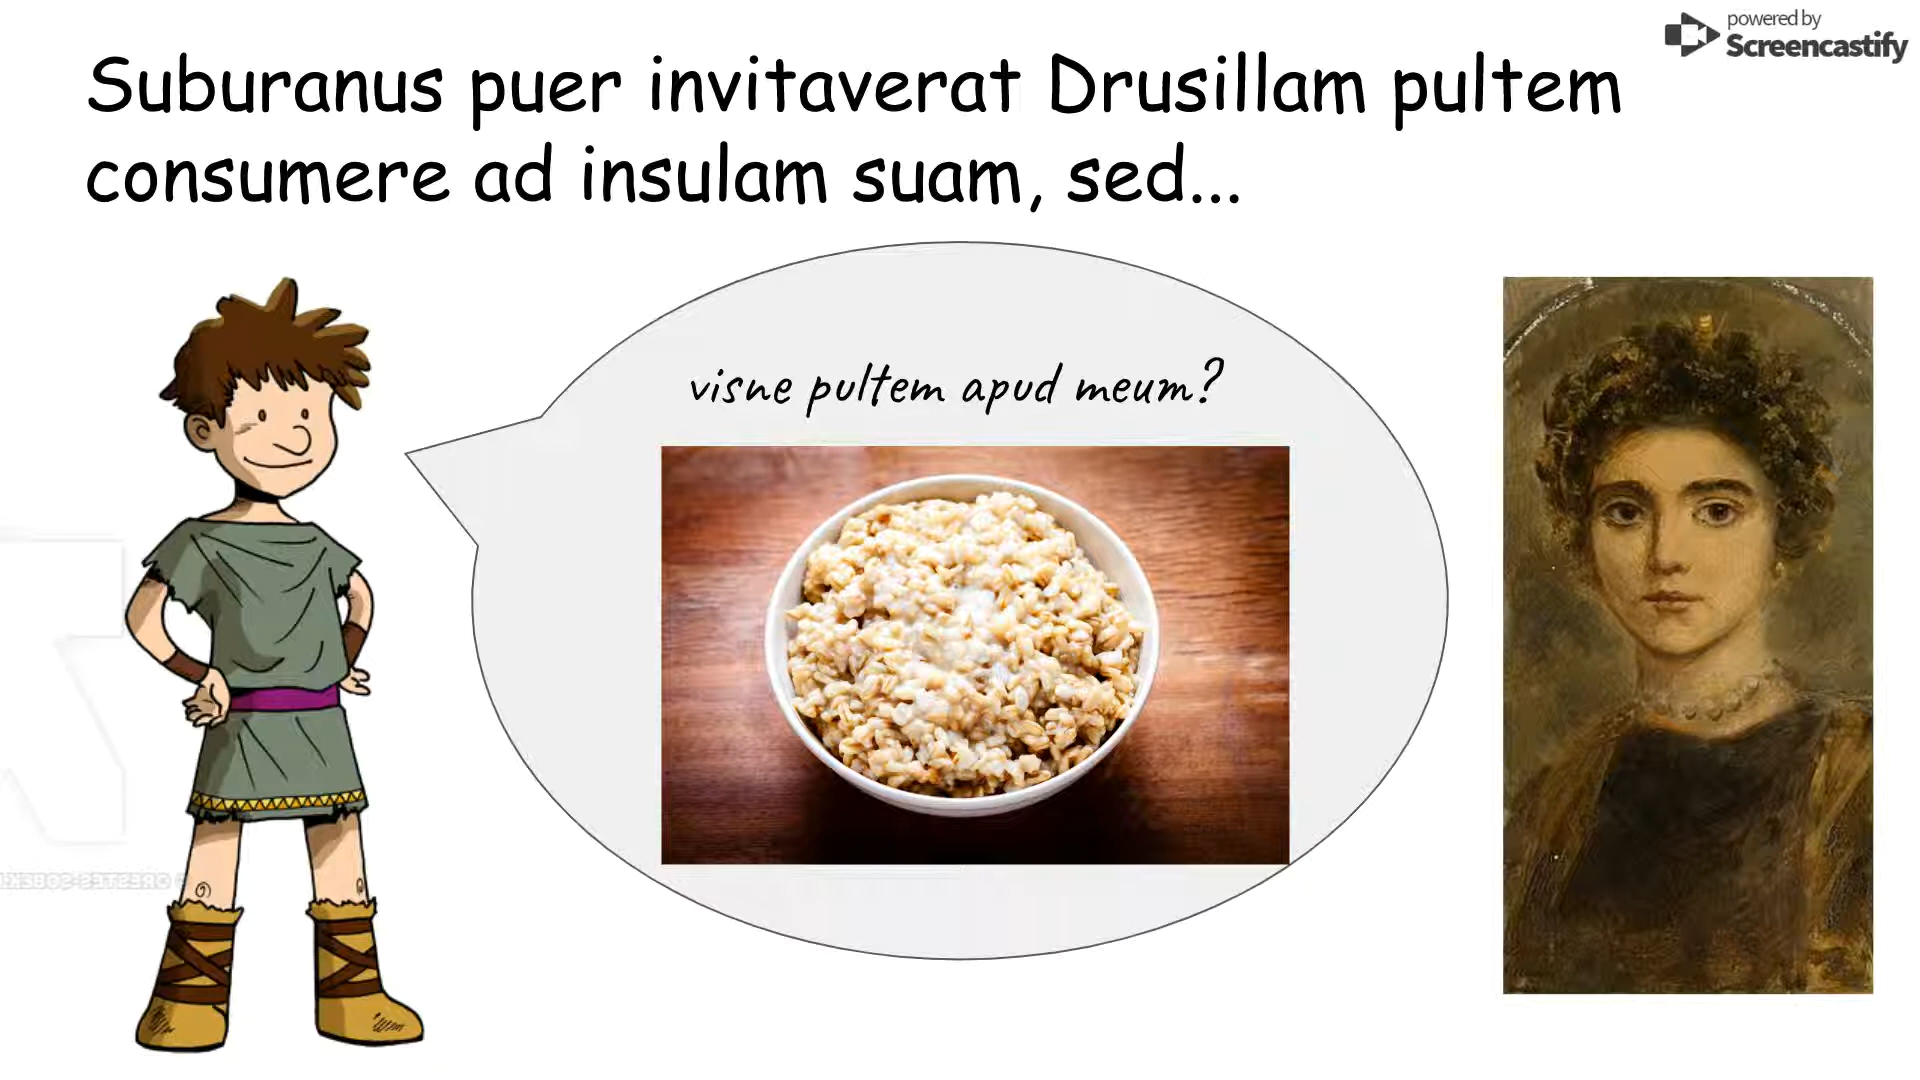 powered by
Screencastify
Suburanus puer invitaverat Drusillam pultem
consumere ad insulam suam, sed...
visne pultem apud meum?